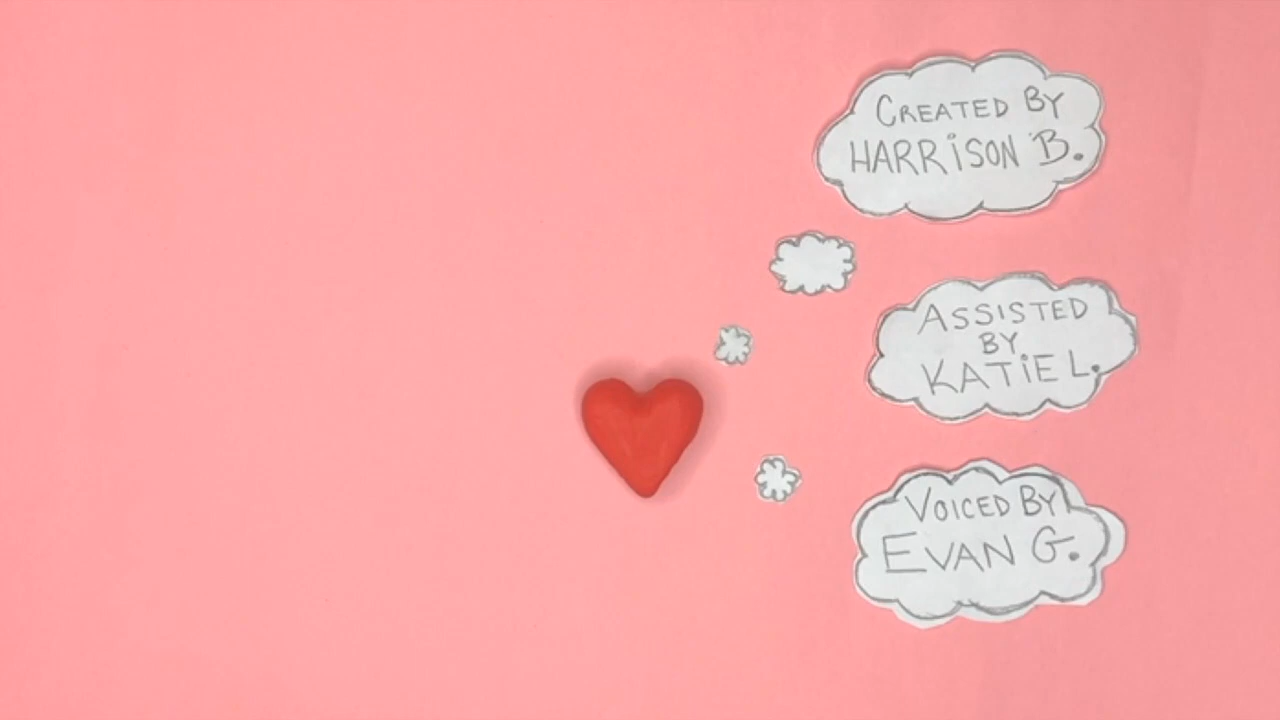 CREATED BY
HARRiSON B.
ASSISTED
BY
KATiE L.
VOICED BY
EVAN G.